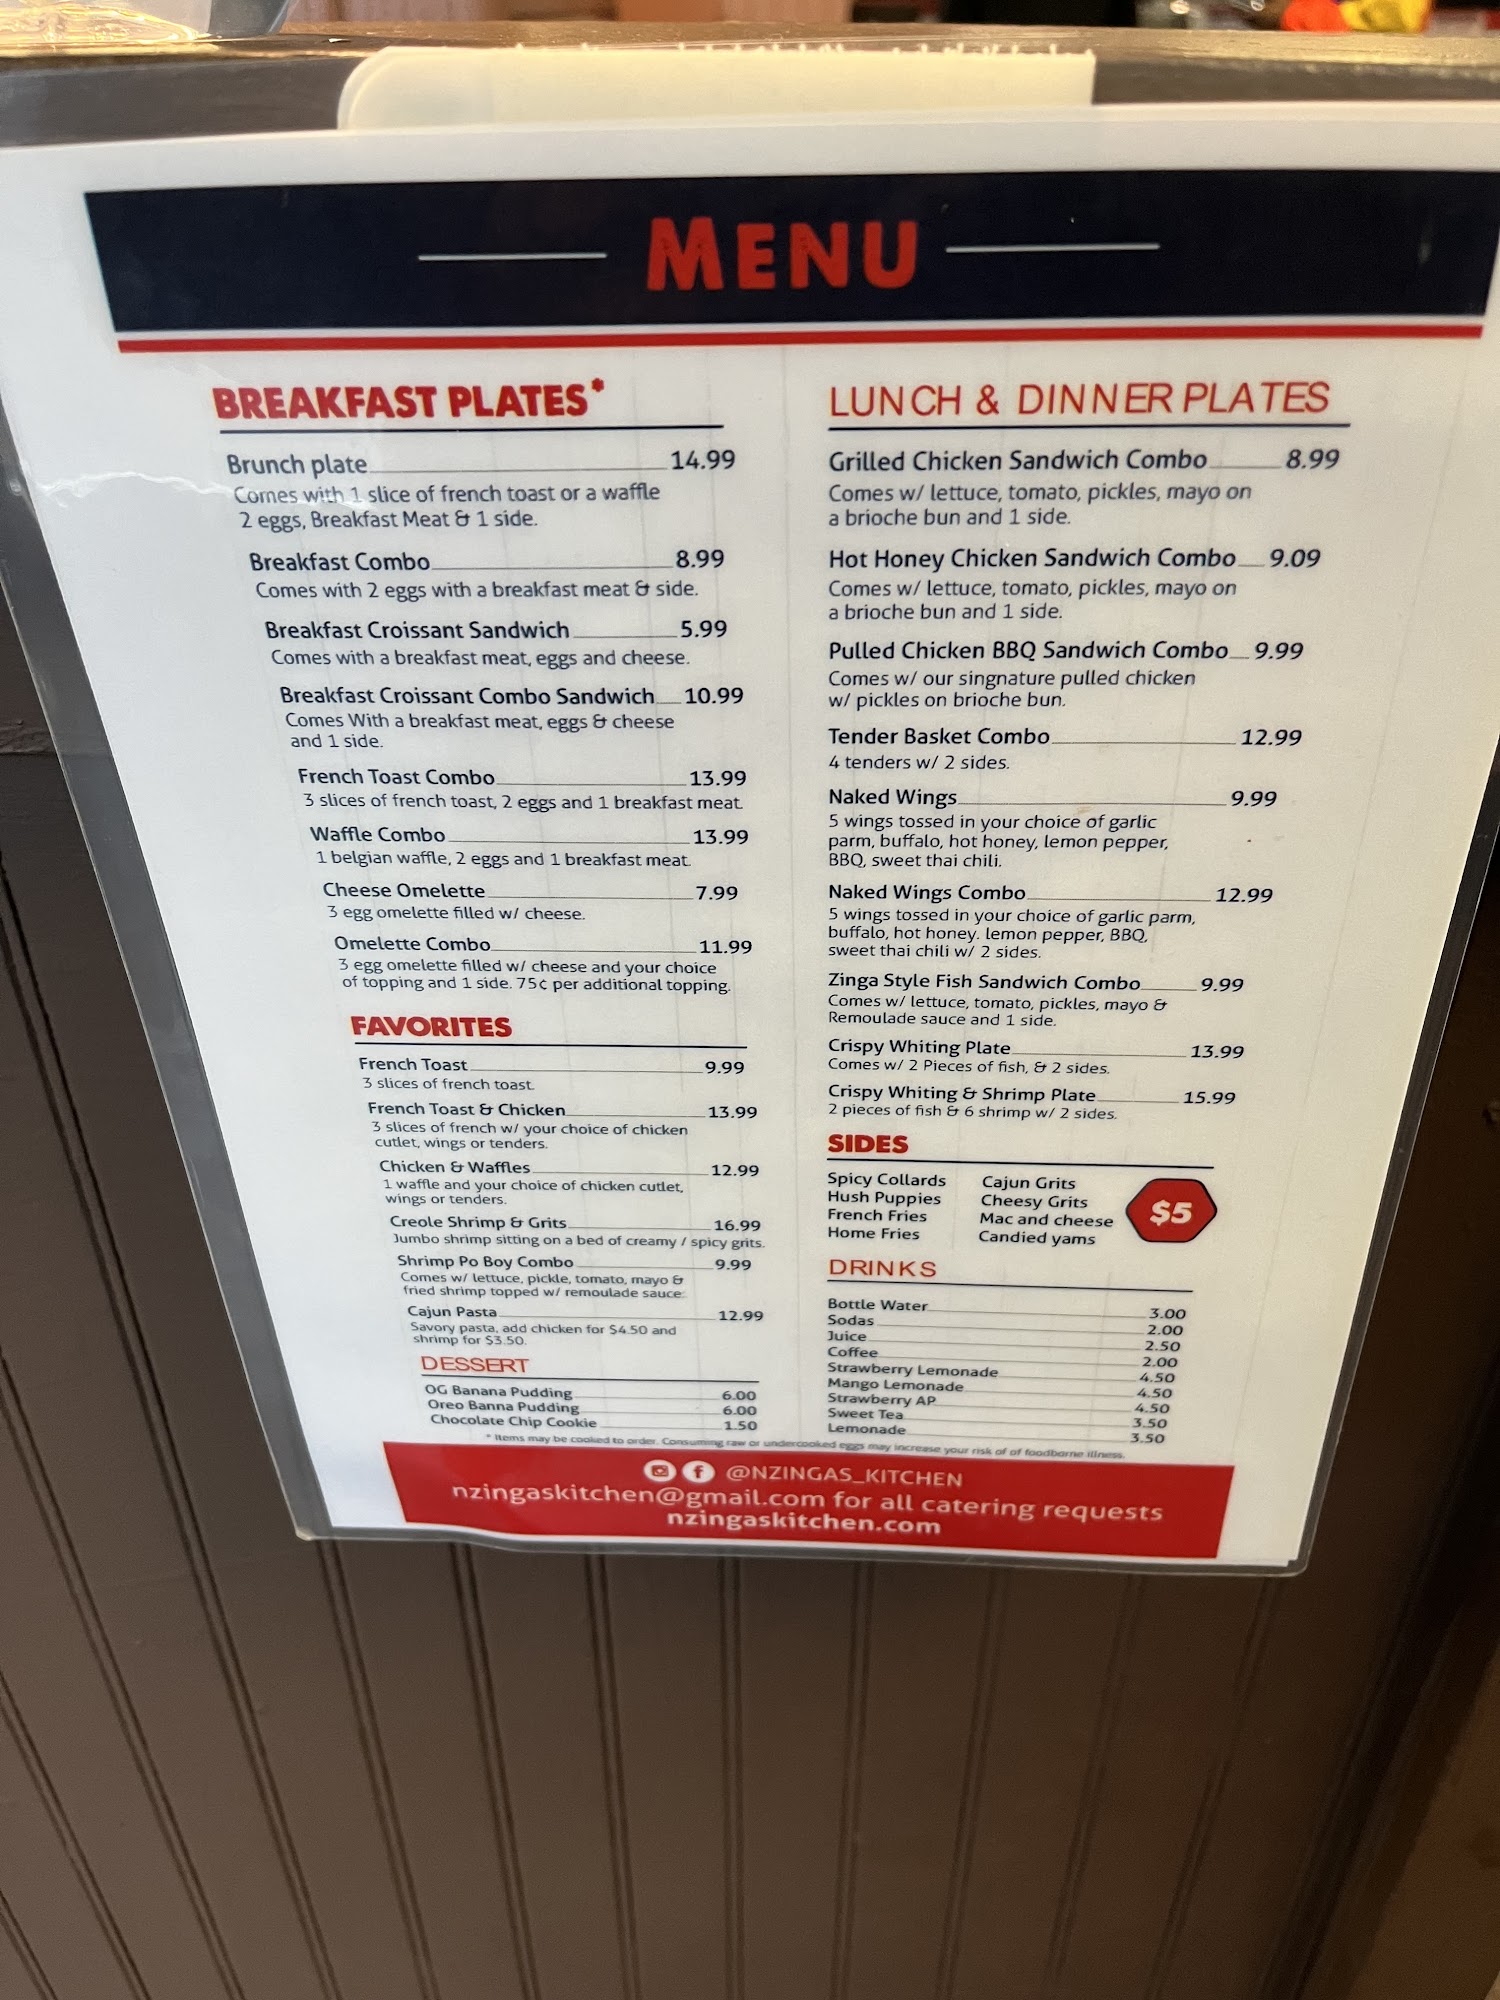 MENU
BREAKFAST PLATES*
Brunch plate 14.99
Comes with 1 slice of french toast or a waffle
2 eggs, Breakfast Meat & 1 side.
Breakfast Combo 8.99
Comes with 2 eggs with a breakfast meat & side.
Breakfast Croissant Sandwich 5.99
Comes with a breakfast meat, eggs and cheese.
Breakfast Croissant Combo Sandwich 10.99
Comes With a breakfast meat, eggs & cheese
and 1 side.
French Toast Combo 13.99
3 slices of french toast, 2 eggs and 1 breakfast meat.
Waffle Combo 13.99
1 belgian waffle, 2 eggs and 1 breakfast meat.
Cheese Omelette 7.99
3 egg omelette filled w/ cheese.
Omelette Combo 11.99
3 egg omelette filled w/ cheese and your choice
of topping and 1 side. 75¢ per additional topping.
FAVORITES
French Toast 9.99
3 slices of french toast.
French Toast & Chicken 13.99
3 slices of french w/ your choice of chicken
cutlet, wings or tenders.
Chicken & Waffles 12.99
1 waffle and your choice of chicken cutlet,
wings or tenders.
Creole Shrimp & Grits 16.99
Jumbo shrimp sitting on a bed of creamy / spicy grits.
Shrimp Po Boy Combo 9.99
Comes w/ lettuce, pickle, tomato, mayo &
fried shrimp topped w/ remoulade sauce.
Cajun Pasta 12.99
Savory pasta, add chicken for $4.50 and
shrimp for $3.50.
DESSERT
OG Banana Pudding 6.00
Oreo Banna Pudding 6.00
Chocolate Chip Cookie 1.50
LUNCH & DINNER PLATES
Grilled Chicken Sandwich Combo 8.99
Comes w/ lettuce, tomato, pickles, mayo on
a brioche bun and 1 side.
Hot Honey Chicken Sandwich Combo 9.09
Comes w/ lettuce, tomato, pickles, mayo on
a brioche bun and 1 side.
Pulled Chicken BBQ Sandwich Combo 9.99
Comes w/ our singnature pulled chicken
w/ pickles on brioche bun.
Tender Basket Combo 12.99
4 tenders w/ 2 sides.
Naked Wings 9.99
5 wings tossed in your choice of garlic
parm, buffalo, hot honey, lemon pepper,
BBQ, sweet thai chili.
Naked Wings Combo 12.99
5 wings tossed in your choice of garlic parm,
buffalo, hot honey. lemon pepper, BBQ,
sweet thai chili w/ 2 sides.
Zinga Style Fish Sandwich Combo 9.99
Comes w/ lettuce, tomato, pickles, mayo &
Remoulade sauce and 1 side.
Crispy Whiting Plate 13.99
Comes w/ 2 Pieces of fish, & 2 sides.
Crispy Whiting & Shrimp Plate 15.99
2 pieces of fish & 6 shrimp w/ 2 sides.
SIDES
Spicy Collards Cajun Grits
Hush Puppies Cheesy Grits
French Fries Mac and cheese
Home Fries Candied yams
$5
DRINKS
Bottle Water 3.00
Sodas 2.00
Juice 2.50
Coffee 2.00
Strawberry Lemonade 4.50
Mango Lemonade 4.50
Strawberry AP 4.50
Sweet Tea 3.50
Lemonade 3.50
* Items may be cooked to order. Consuming raw or undercooked eggs may increase your risk of of foodborne illness.
@NZINGAS_KITCHEN
nzingaskitchen@gmail.com for all catering requests
nzingaskitchen.com